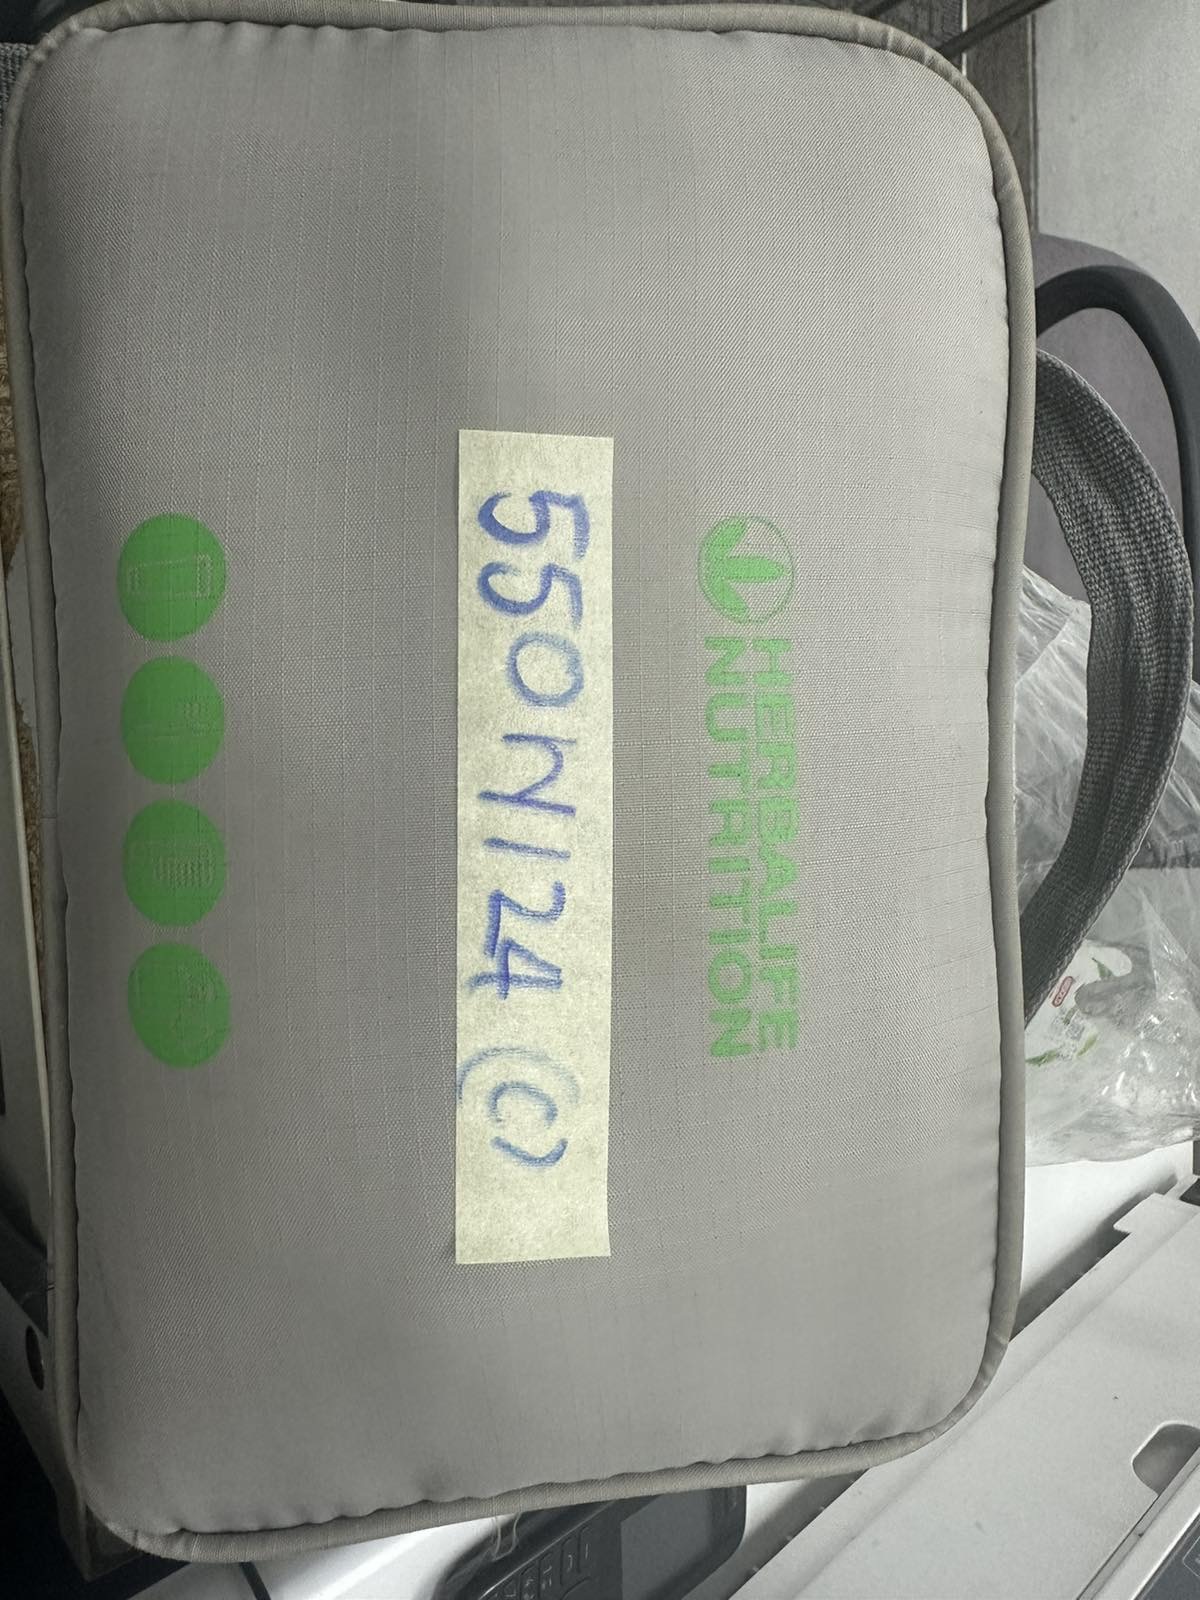 HERBALIFE
NUTRITION
550N124 (C)